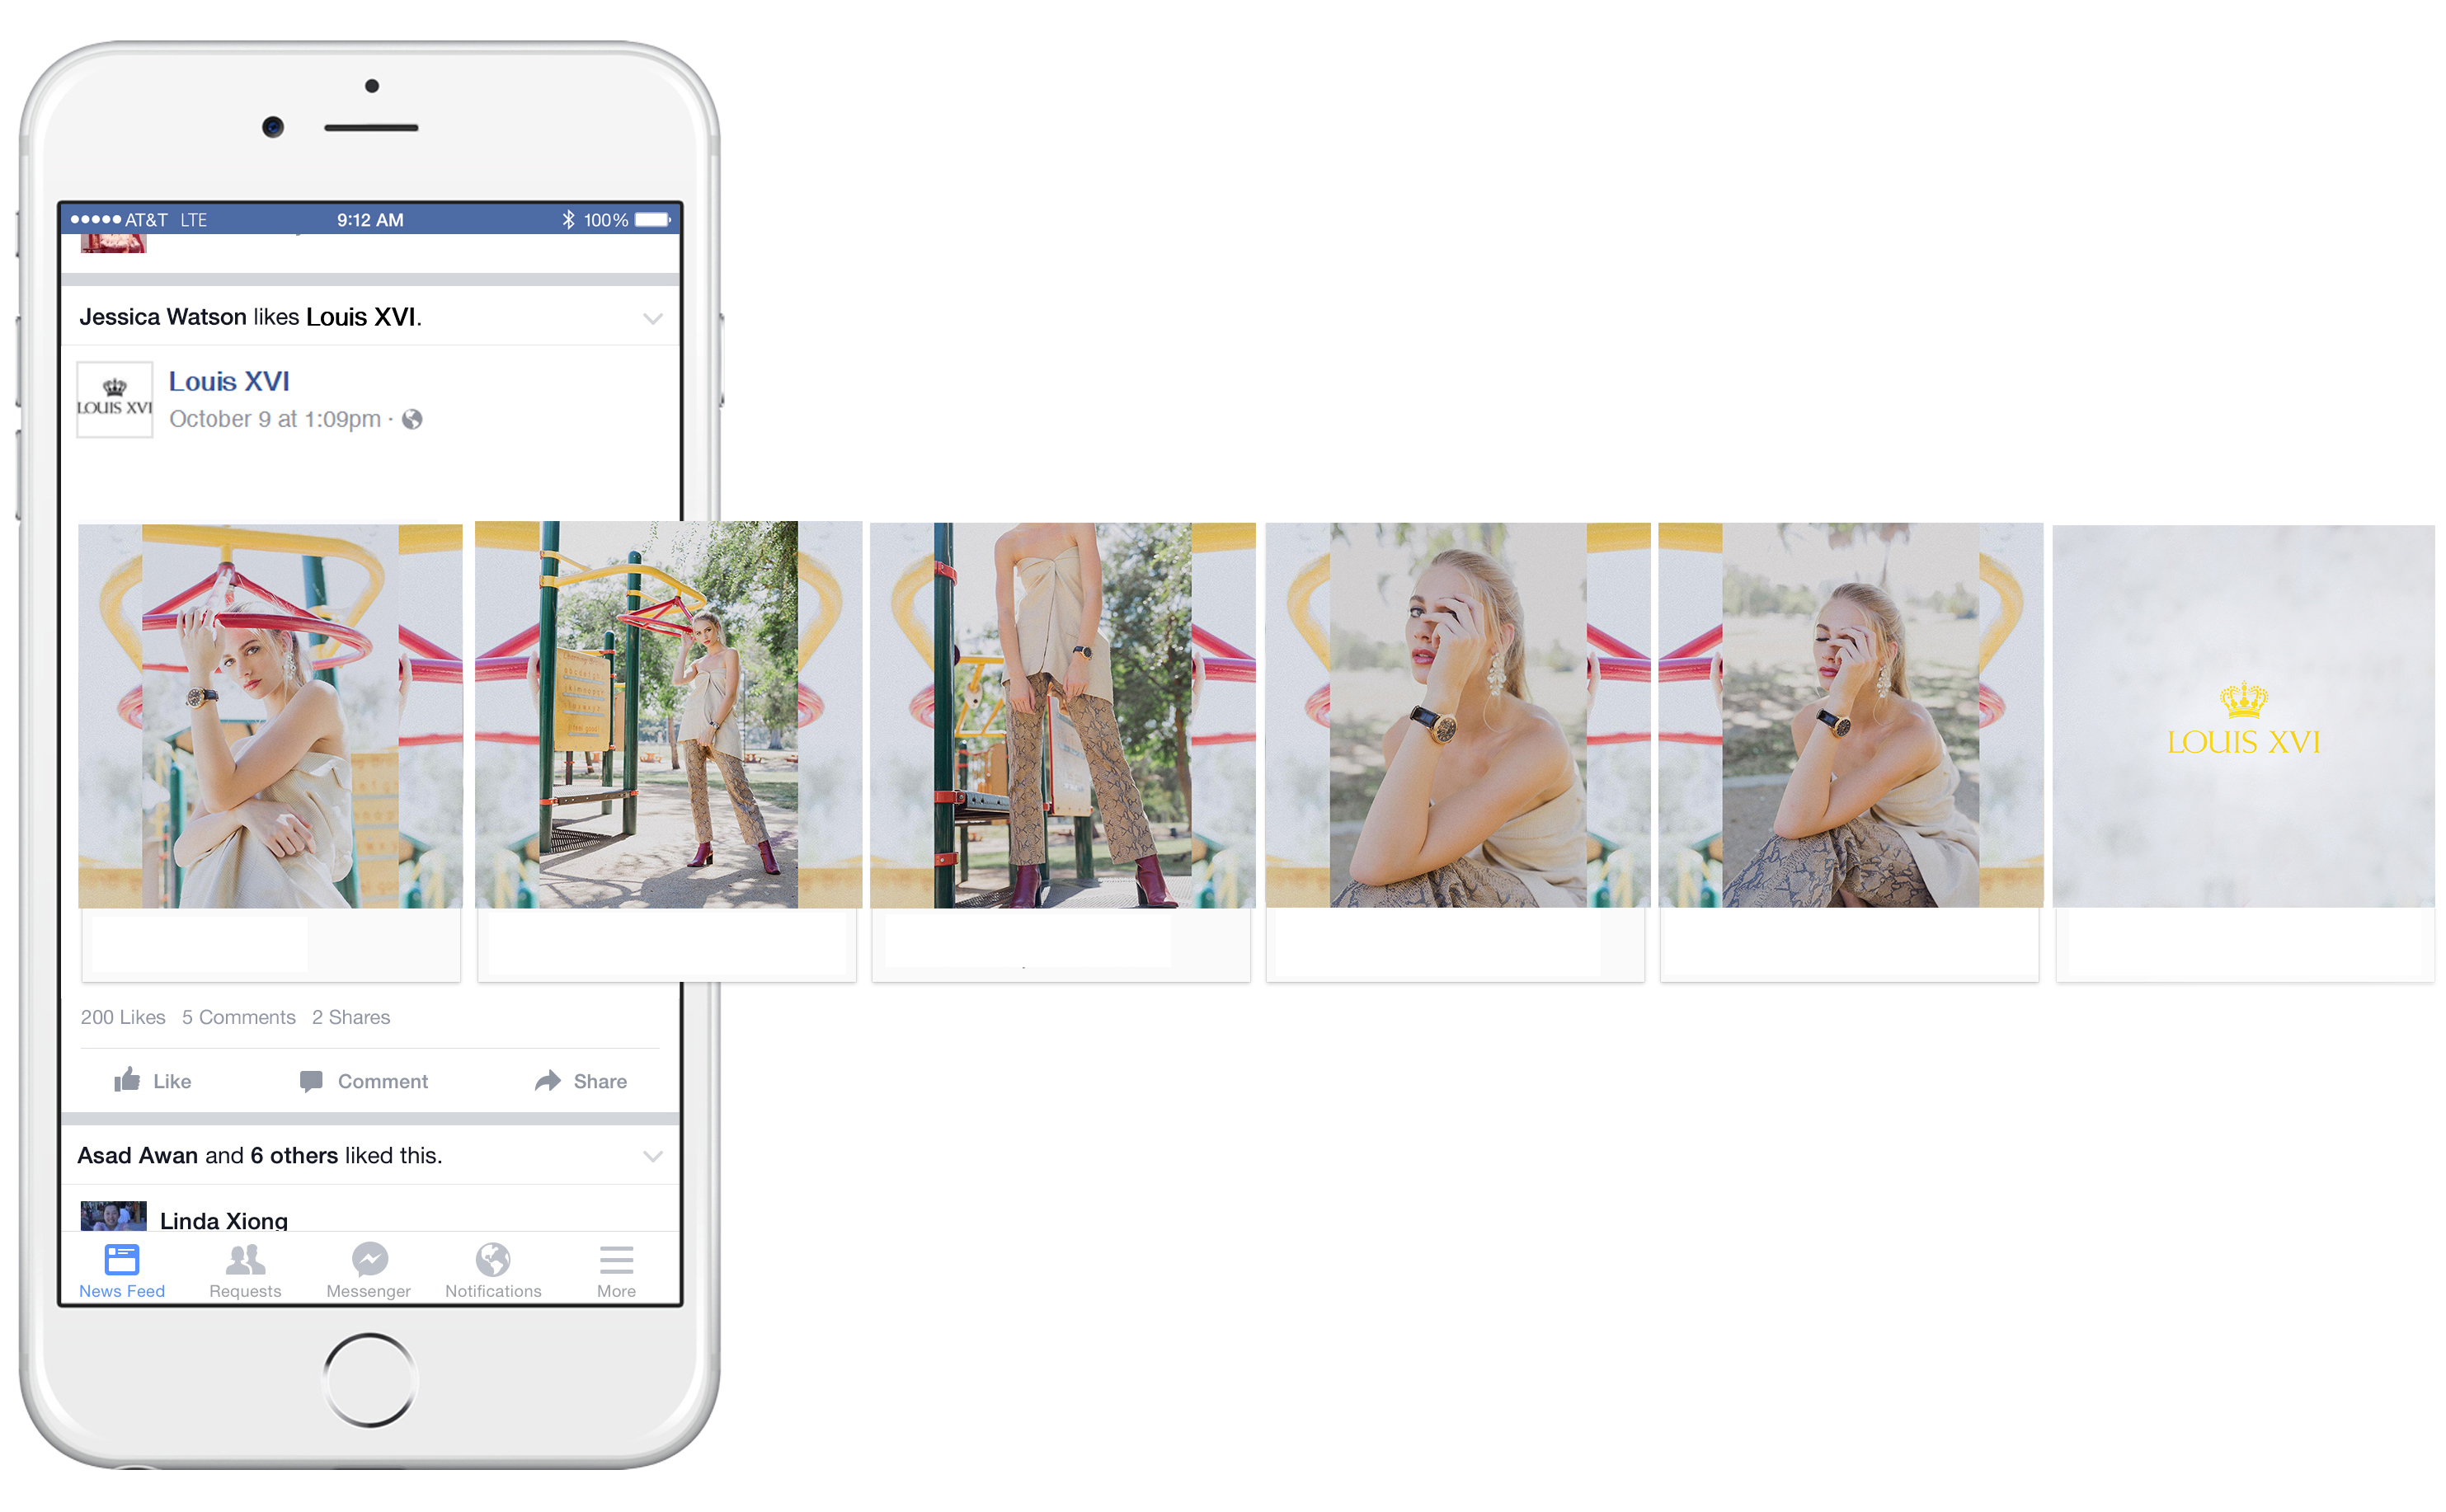 AT&T LTE 9:12 AM 100%
Jessica Watson likes Louis XVI.
LOUIS XVI
Louis XVI
October 9 at 1:09pm ·
LOUIS XVI
200 Likes 5 Comments 2 Shares
Like Comment Share
Asad Awan and 6 others liked this.
Linda Xiong
News Feed Requests Messenger Notifications More